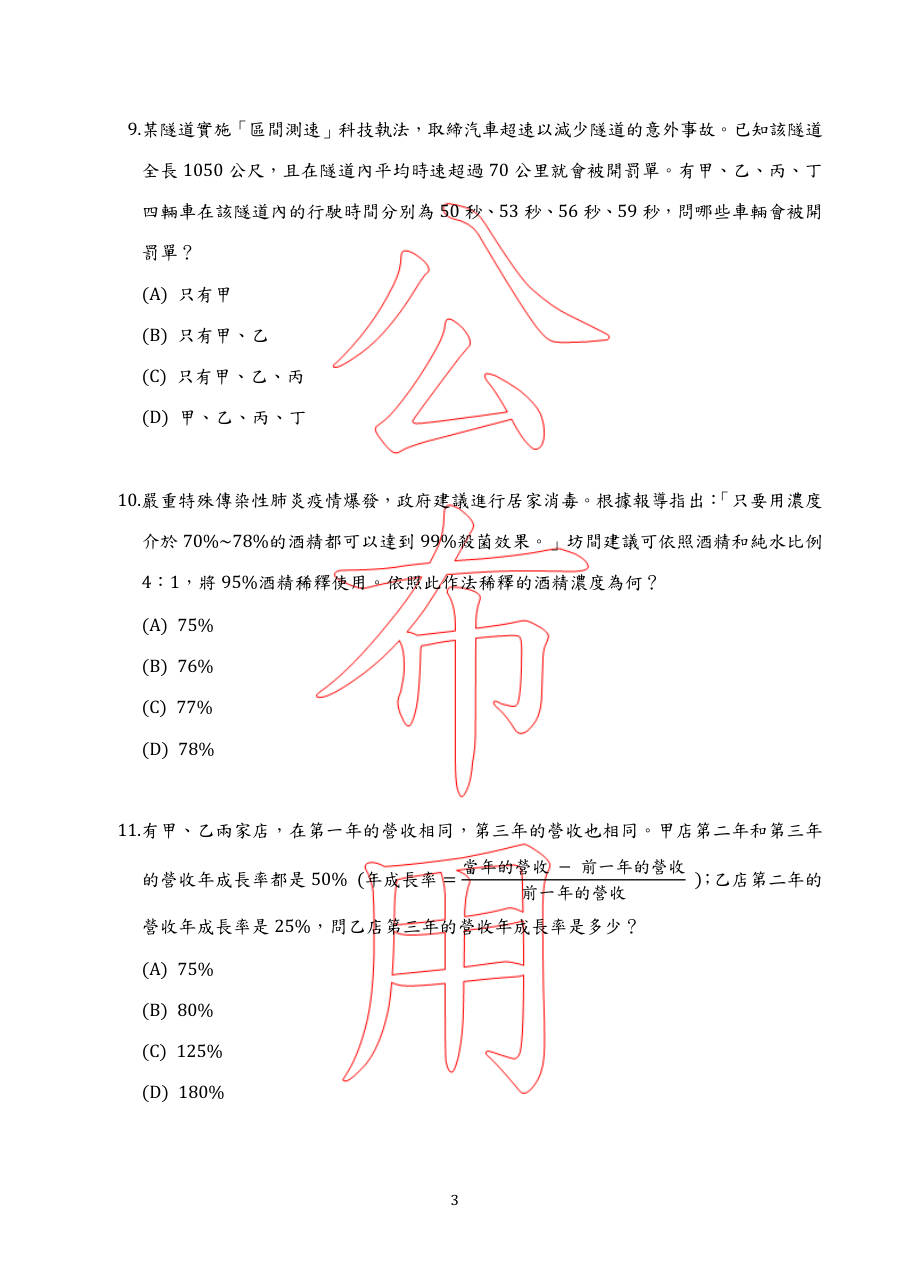 9.某隧道實施「區間測速」科技執法，取締汽車超速以減少隧道的意外事故。已知該隧道
全長 1050 公尺，且在隧道內平均時速超過 70 公里就會被開罰單。有甲、乙、丙、丁
四輛車在該隧道內的行駛時間分別為 50 秒、53 秒、56 秒、59 秒，問哪些車輛會被開
罰單？
(A) 只有甲
(B) 只有甲、乙
(C) 只有甲、乙、丙
(D) 甲、乙、丙、丁
10.嚴重特殊傳染性肺炎疫情爆發，政府建議進行居家消毒。根據報導指出：「只要用濃度
介於 70%~78%的酒精都可以達到 99%殺菌效果。」坊間建議可依照酒精和純水比例
4：1，將 95%酒精稀釋使用。依照此作法稀釋的酒精濃度為何？
(A) 75%
(B) 76%
(C) 77%
(D) 78%
11.有甲、乙兩家店，在第一年的營收相同，第三年的營收也相同。甲店第二年和第三年
的營收年成長率都是 50% (年成長率 = 當年的營收 − 前一年的營收 / 前一年的營收 )；乙店第二年的
營收年成長率是 25%，問乙店第三年的營收年成長率是多少？
(A) 75%
(B) 80%
(C) 125%
(D) 180%
公
布
用
3